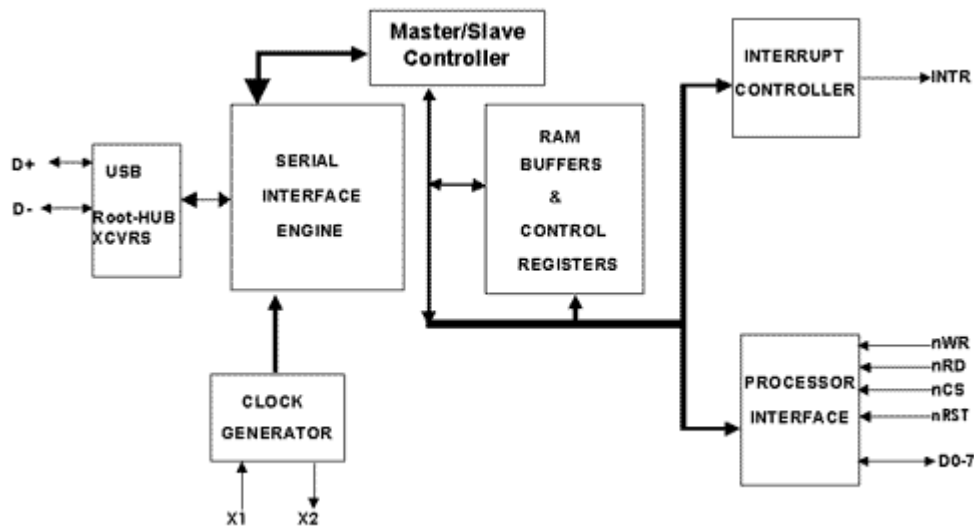 Master/Slave
Controller
INTERRUPT
CONTROLLER
INTR
RAM
BUFFERS
&
CONTROL
REGISTERS
SERIAL
INTERFACE
ENGINE
D+
D-
USB
Root-HUB
XCVRS
CLOCK
GENERATOR
X1
X2
PROCESSOR
INTERFACE
nWR
nRD
nCS
nRST
D0-7